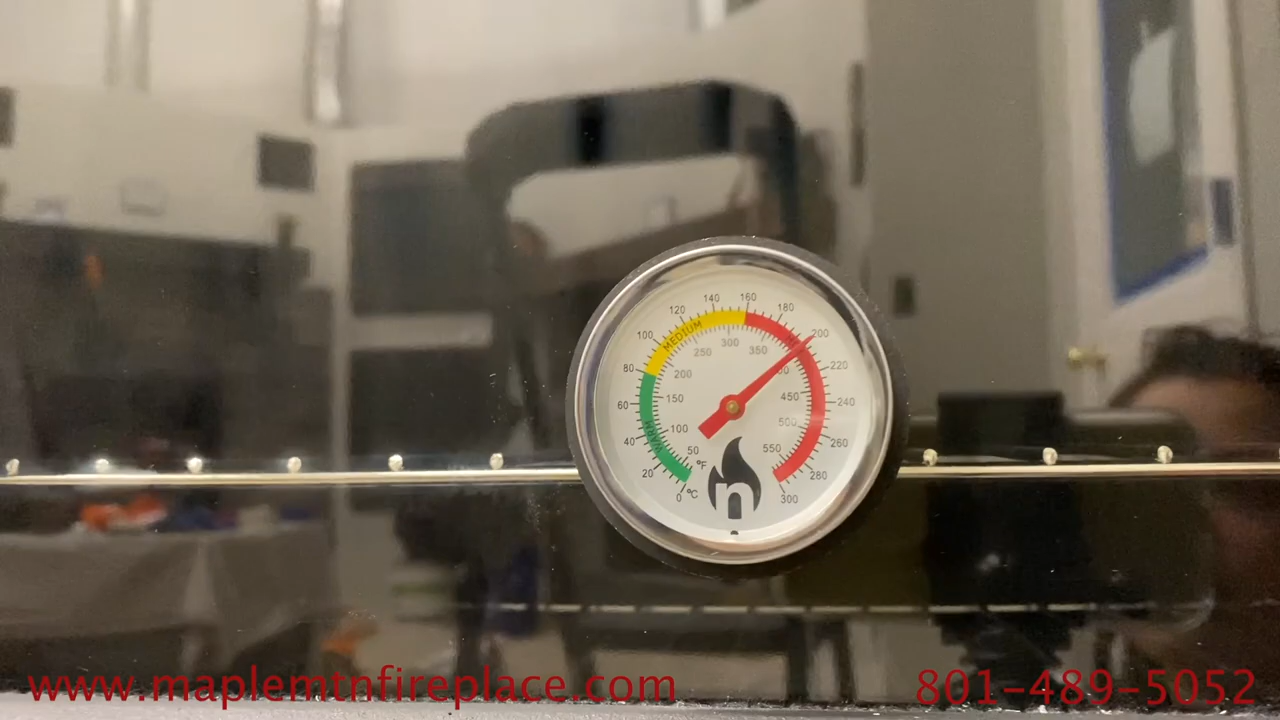 0 20 40 60 80 100 120 140 160 180 200 220 240 260 280 300
°C
50 100 150 200 250 300 350 450 500 550
°F
WARM MEDIUM
n
www.maplemtnfireplace.com
801-489-5052